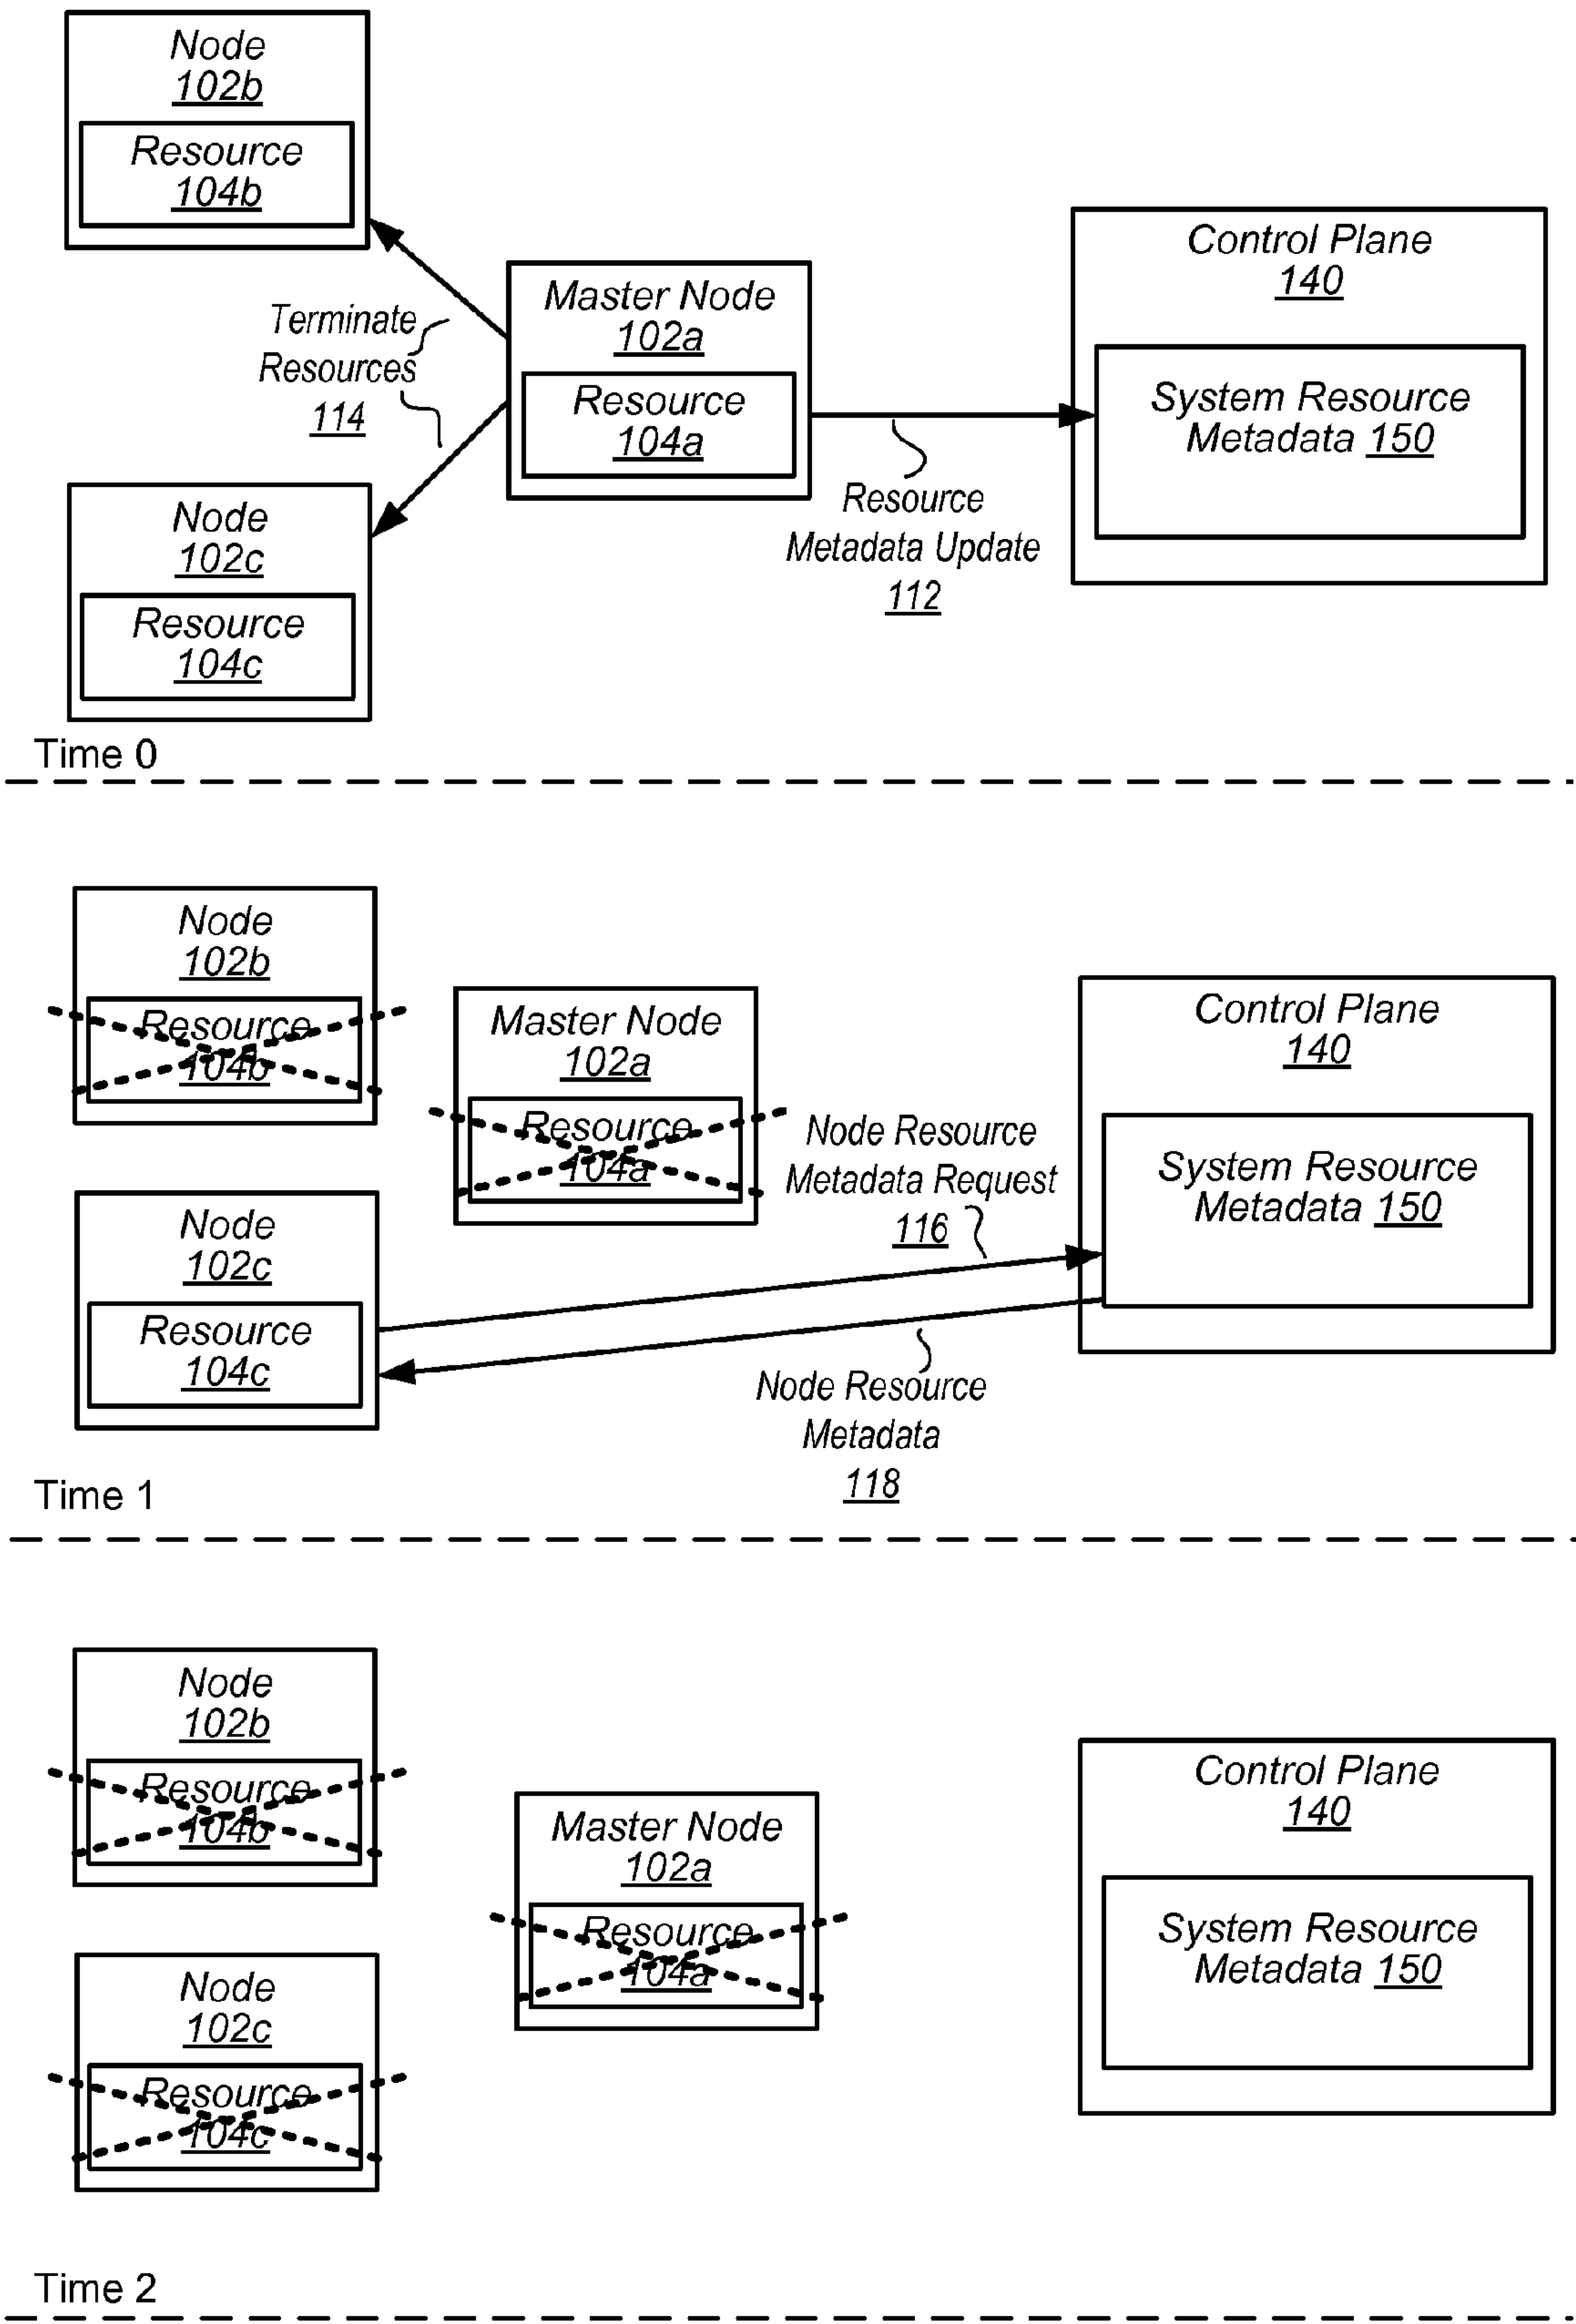 Node
102b
Resource
104b
Terminate
Resources
114
Master Node
102a
Resource
104a
Control Plane
140
System Resource
Metadata 150
Resource
Metadata Update
112
Node
102c
Resource
104c
Time 0
Node
102b
Resource
104b
Master Node
102a
Resource
104a
Node Resource
Metadata Request
116
Control Plane
140
System Resource
Metadata 150
Node
102c
Resource
104c
Node Resource
Metadata
118
Time 1
Node
102b
Resource
104b
Master Node
102a
Resource
104a
Control Plane
140
System Resource
Metadata 150
Node
102c
Resource
104c
Time 2